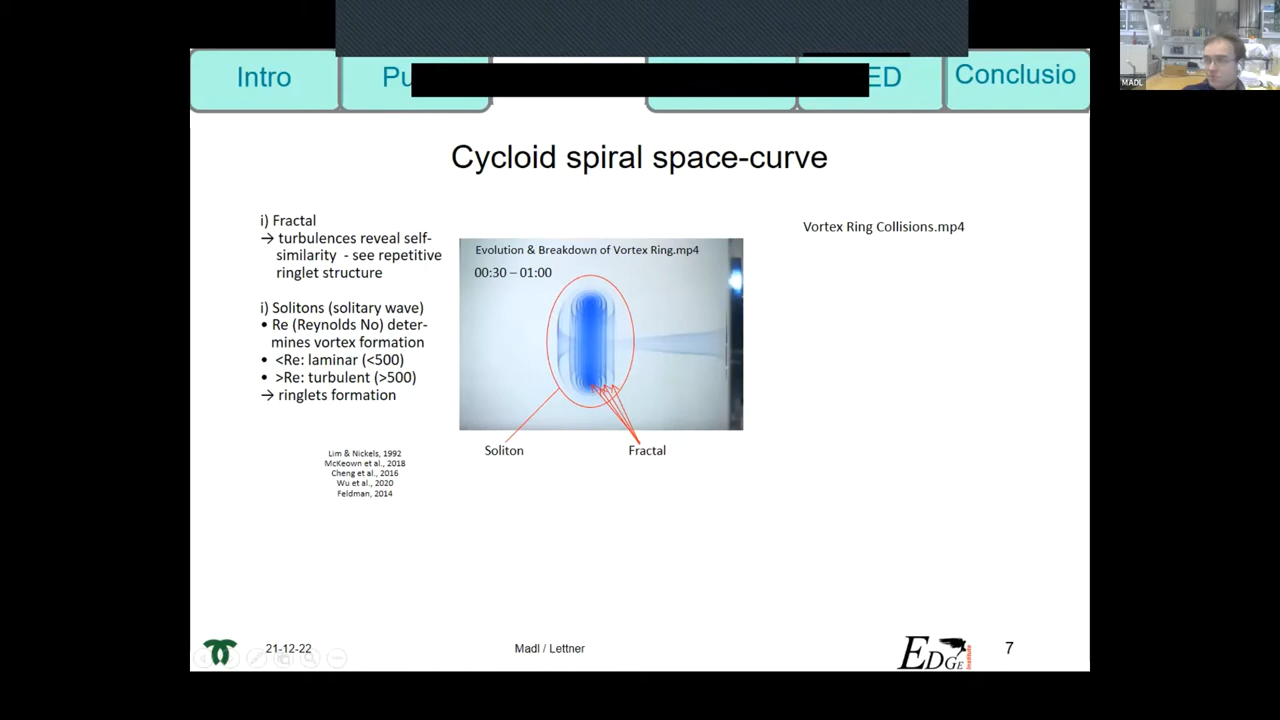 Intro
ED
Conclusio
MADL
Cycloid spiral space-curve
i) Fractal
→ turbulences reveal self-
similarity - see repetitive
ringlet structure
i) Solitons (solitary wave)
• Re (Reynolds No) deter-
mines vortex formation
• <Re: laminar (<500)
• >Re: turbulent (>500)
→ ringlets formation
Lim & Nickels, 1992
McKeown et al., 2018
Cheng et al., 2016
Wu et al., 2020
Feldman, 2014
Evolution & Breakdown of Vortex Ring.mp4
00:30 – 01:00
Soliton
Fractal
Vortex Ring Collisions.mp4
21-12-22
Madl / Lettner
EDGE
Institute
7